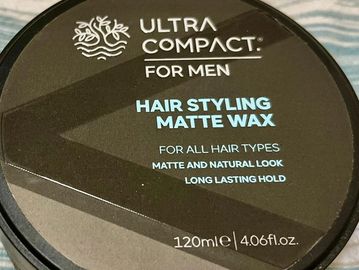 ULTRA
COMPACT.®
FOR MEN
HAIR STYLING
MATTE WAX
FOR ALL HAIR TYPES
MATTE AND NATURAL LOOK
LONG LASTING HOLD
120ml℮ | 4.06fl.oz.